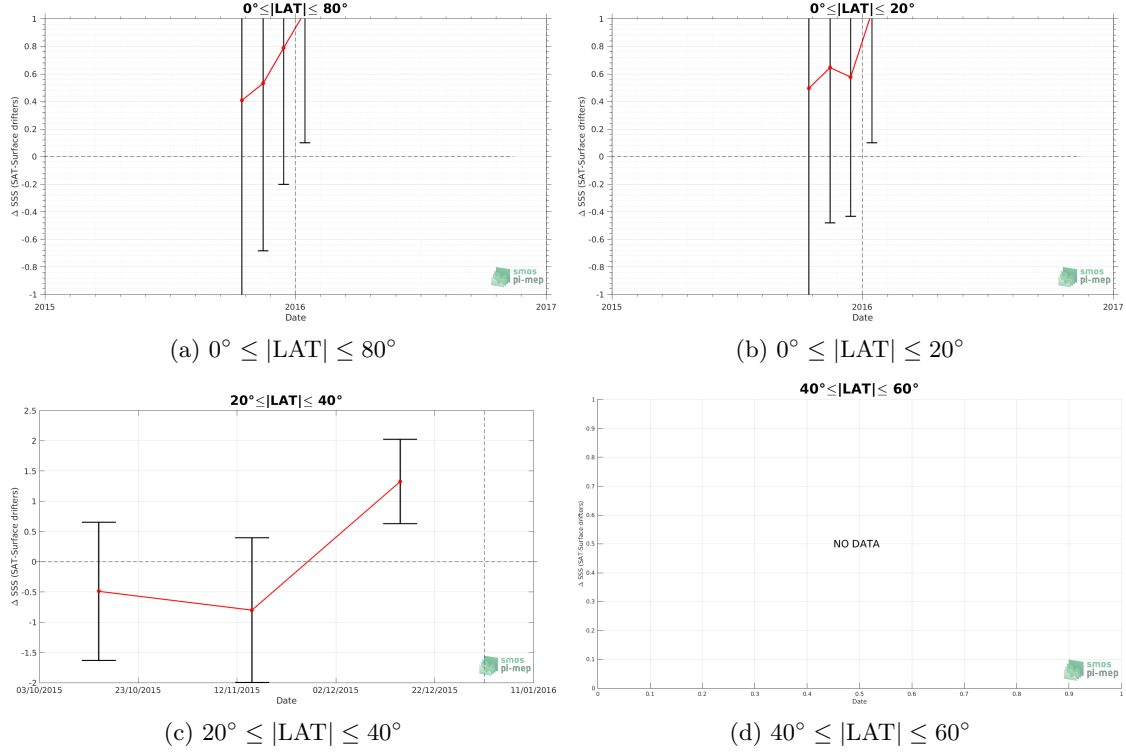 0°≤|LAT|≤ 80°
1
0.8
0.6
0.4
0.2
0
-0.2
-0.4
-0.6
-0.8
-1
Δ SSS (SAT-Surface drifters)
2015
2016
2017
Date
smos
pi-mep
(a) 0° ≤ |LAT| ≤ 80°
0°≤|LAT|≤ 20°
1
0.8
0.6
0.4
0.2
0
-0.2
-0.4
-0.6
-0.8
-1
Δ SSS (SAT-Surface drifters)
2015
2016
2017
Date
smos
pi-mep
(b) 0° ≤ |LAT| ≤ 20°
20°≤|LAT|≤ 40°
2.5
2
1.5
1
0.5
0
-0.5
-1
-1.5
-2
Δ SSS (SAT-Surface drifters)
03/10/2015
23/10/2015
12/11/2015
02/12/2015
22/12/2015
11/01/2016
Date
smos
pi-mep
(c) 20° ≤ |LAT| ≤ 40°
40°≤|LAT|≤ 60°
1
0.9
0.8
0.7
0.6
0.5
0.4
0.3
0.2
0.1
0
Δ SSS (SAT-Surface drifters)
NO DATA
0
0.1
0.2
0.3
0.4
0.5
0.6
0.7
0.8
0.9
1
Date
smos
pi-mep
(d) 40° ≤ |LAT| ≤ 60°